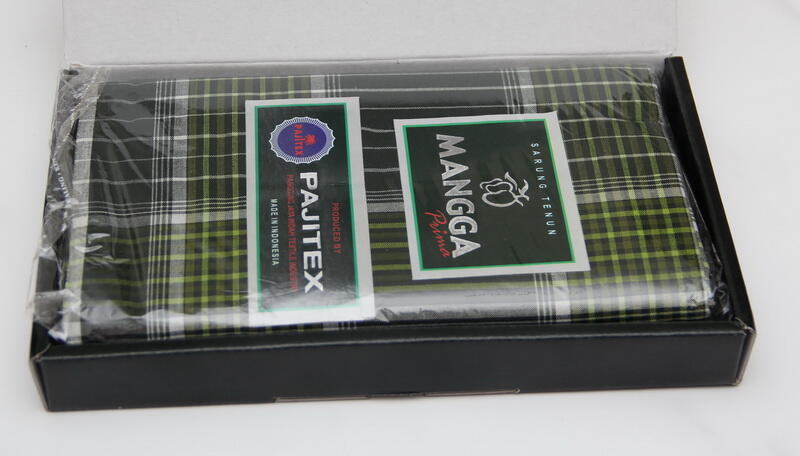 SARUNG TENUN
MANGGA
Prima
PRODUCED BY
PAJITEX
MADE IN INDONESIA
PAJITEX